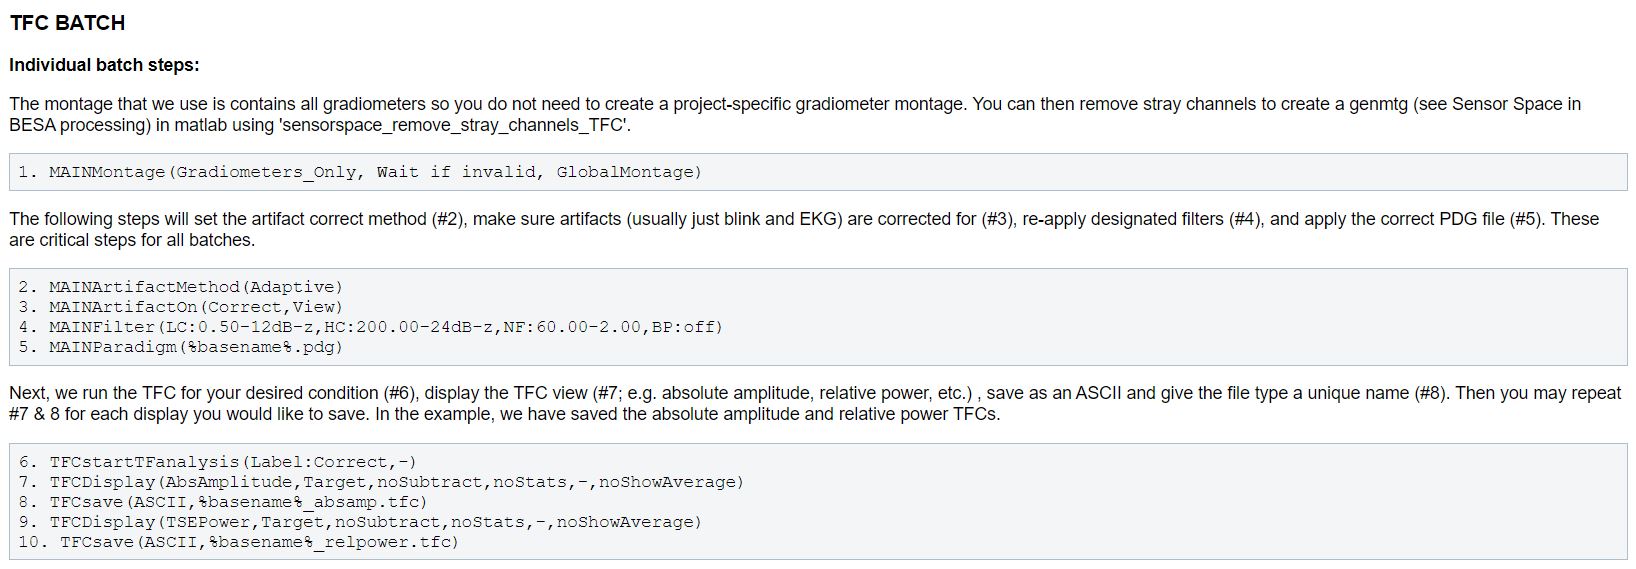 TFC BATCH
Individual batch steps:
The montage that we use is contains all gradiometers so you do not need to create a project-specific gradiometer montage. You can then remove stray channels to create a genmtg (see Sensor Space in
BESA processing) in matlab using 'sensorspace_remove_stray_channels_TFC'.
1. MAINMontage(Gradiometers_Only, Wait if invalid, GlobalMontage)
The following steps will set the artifact correct method (#2), make sure artifacts (usually just blink and EKG) are corrected for (#3), re-apply designated filters (#4), and apply the correct PDG file (#5). These
are critical steps for all batches.
2. MAINArtifactMethod(Adaptive)
3. MAINArtifactOn(Correct,View)
4. MAINFilter(LC:0.50-12dB-z,HC:200.00-24dB-z,NF:60.00-2.00,BP:off)
5. MAINParadigm(%basename%.pdg)
Next, we run the TFC for your desired condition (#6), display the TFC view (#7; e.g. absolute amplitude, relative power, etc.) , save as an ASCII and give the file type a unique name (#8). Then you may repeat
#7 & 8 for each display you would like to save. In the example, we have saved the absolute amplitude and relative power TFCs.
6. TFCstartTFanalysis(Label:Correct,-)
7. TFCDisplay(AbsAmplitude,Target,noSubtract,noStats,-,noShowAverage)
8. TFCsave(ASCII,%basename%_absamp.tfc)
9. TFCDisplay(TSEPower,Target,noSubtract,noStats,-,noShowAverage)
10. TFCsave(ASCII,%basename%_relpower.tfc)